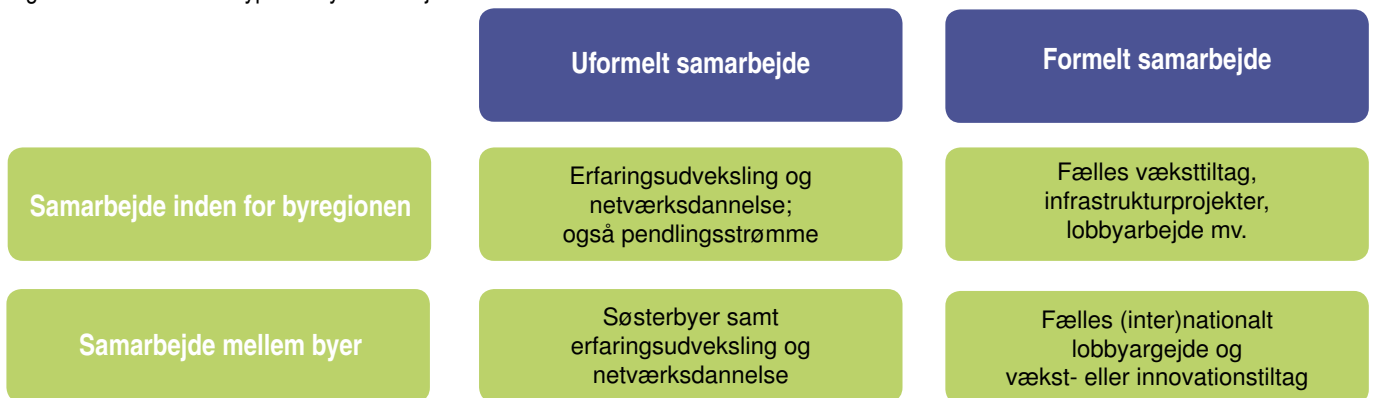 Uformelt samarbejde
Formelt samarbejde
Samarbejde inden for byregionen
Erfaringsudveksling og
netværksdannelse;
også pendlingsstrømme
Fælles væksttiltag,
infrastrukturprojekter,
lobbyarbejde mv.
Samarbejde mellem byer
Søsterbyer samt
erfaringsudveksling og
netværksdannelse
Fælles (inter)nationalt
lobbyargejde og
vækst- eller innovationstiltag